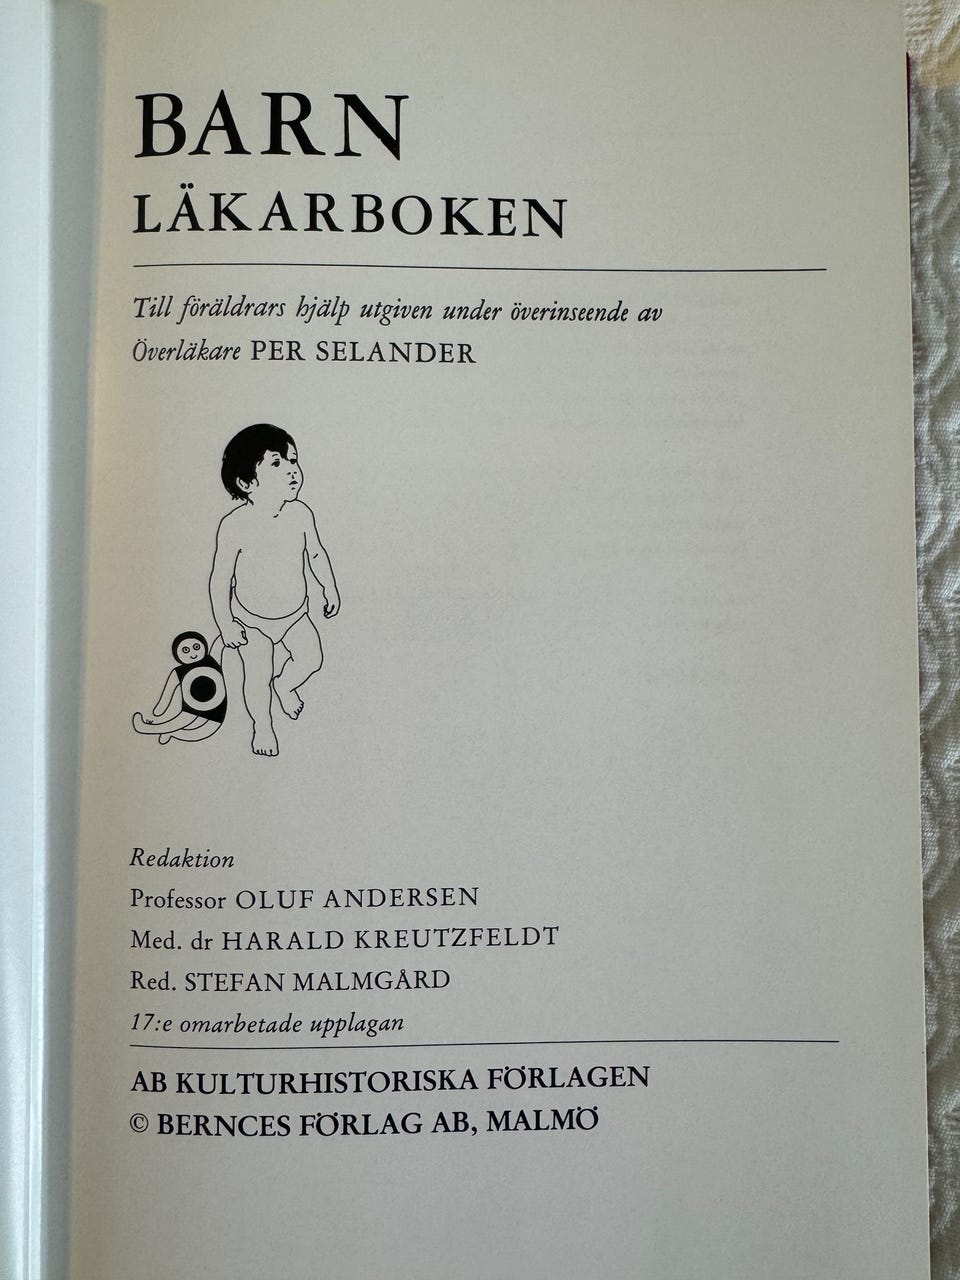 BARN
LÄKARBOKEN
Till föräldrars hjälp utgiven under överinseende av
Överläkare PER SELANDER
Redaktion
Professor OLUF ANDERSEN
Med. dr HARALD KREUTZFELDT
Red. STEFAN MALMGÅRD
17:e omarbetade upplagan
AB KULTURHISTORISKA FÖRLAGEN
© BERNCES FÖRLAG AB, MALMÖ